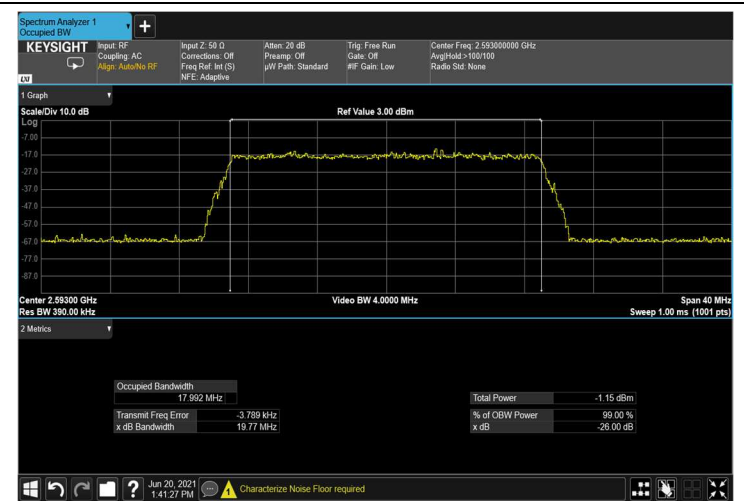 Spectrum Analyzer 1
Occupied BW
+
KEYSIGHT
LXI
Input: RF
Coupling: AC
Align: Auto/No RF
Input Z: 50 Ω
Corrections: Off
Freq Ref: Int (S)
NFE: Adaptive
Atten: 20 dB
Preamp: Off
µW Path: Standard
Trig: Free Run
Gate: Off
#IF Gain: Low
Center Freq: 2.593000000 GHz
Avg|Hold:>100/100
Radio Std: None
1 Graph
Scale/Div 10.0 dB
Ref Value 3.00 dBm
Log
-7.00
-17.0
-27.0
-37.0
-47.0
-57.0
-67.0
-77.0
-87.0
Center 2.59300 GHz
Video BW 4.0000 MHz
Span 40 MHz
Res BW 390.00 kHz
Sweep 1.00 ms (1001 pts)
2 Metrics
Occupied Bandwidth
17.992 MHz
Total Power -1.15 dBm
Transmit Freq Error -3.789 kHz
% of OBW Power 99.00 %
x dB Bandwidth 19.77 MHz
x dB -26.00 dB
?
Jun 20, 2021
1:41:27 PM
1
Characterize Noise Floor required